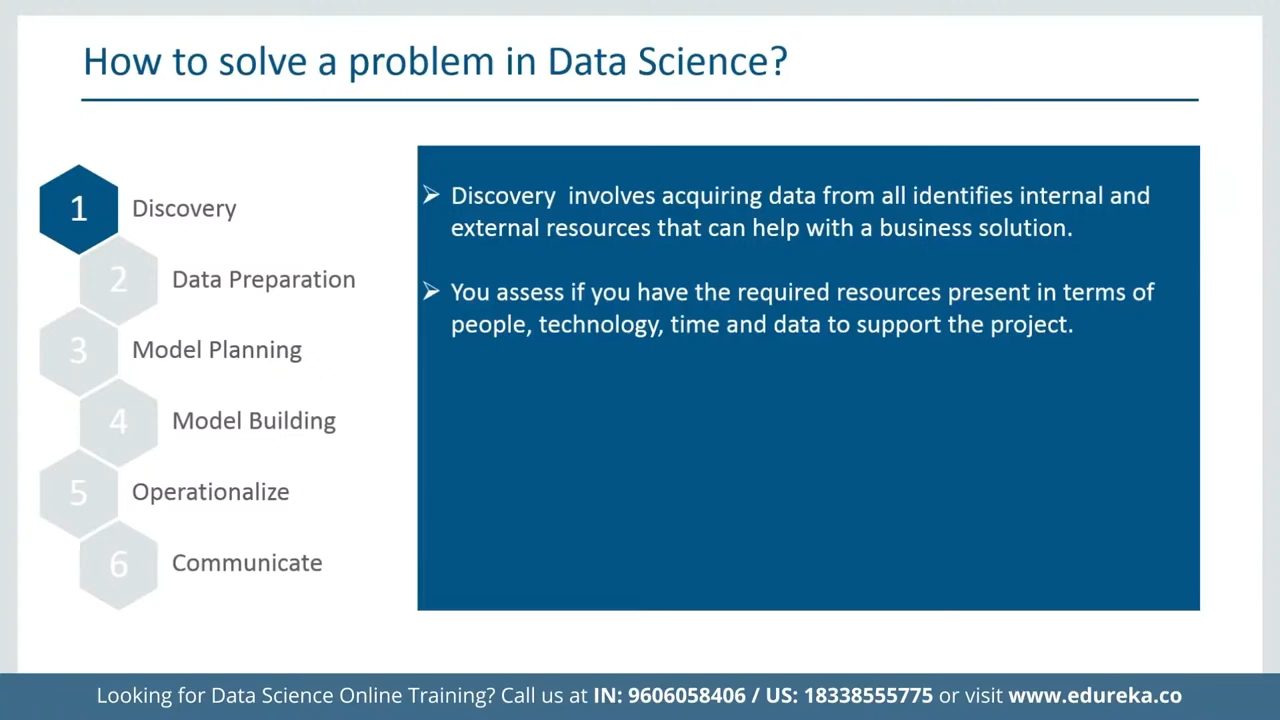 How to solve a problem in Data Science?
1
Discovery
2
Data Preparation
3
Model Planning
4
Model Building
5
Operationalize
6
Communicate
➢ Discovery involves acquiring data from all identifies internal and
external resources that can help with a business solution.
➢ You assess if you have the required resources present in terms of
people, technology, time and data to support the project.
Looking for Data Science Online Training? Call us at IN: 9606058406 / US: 18338555775 or visit www.edureka.co